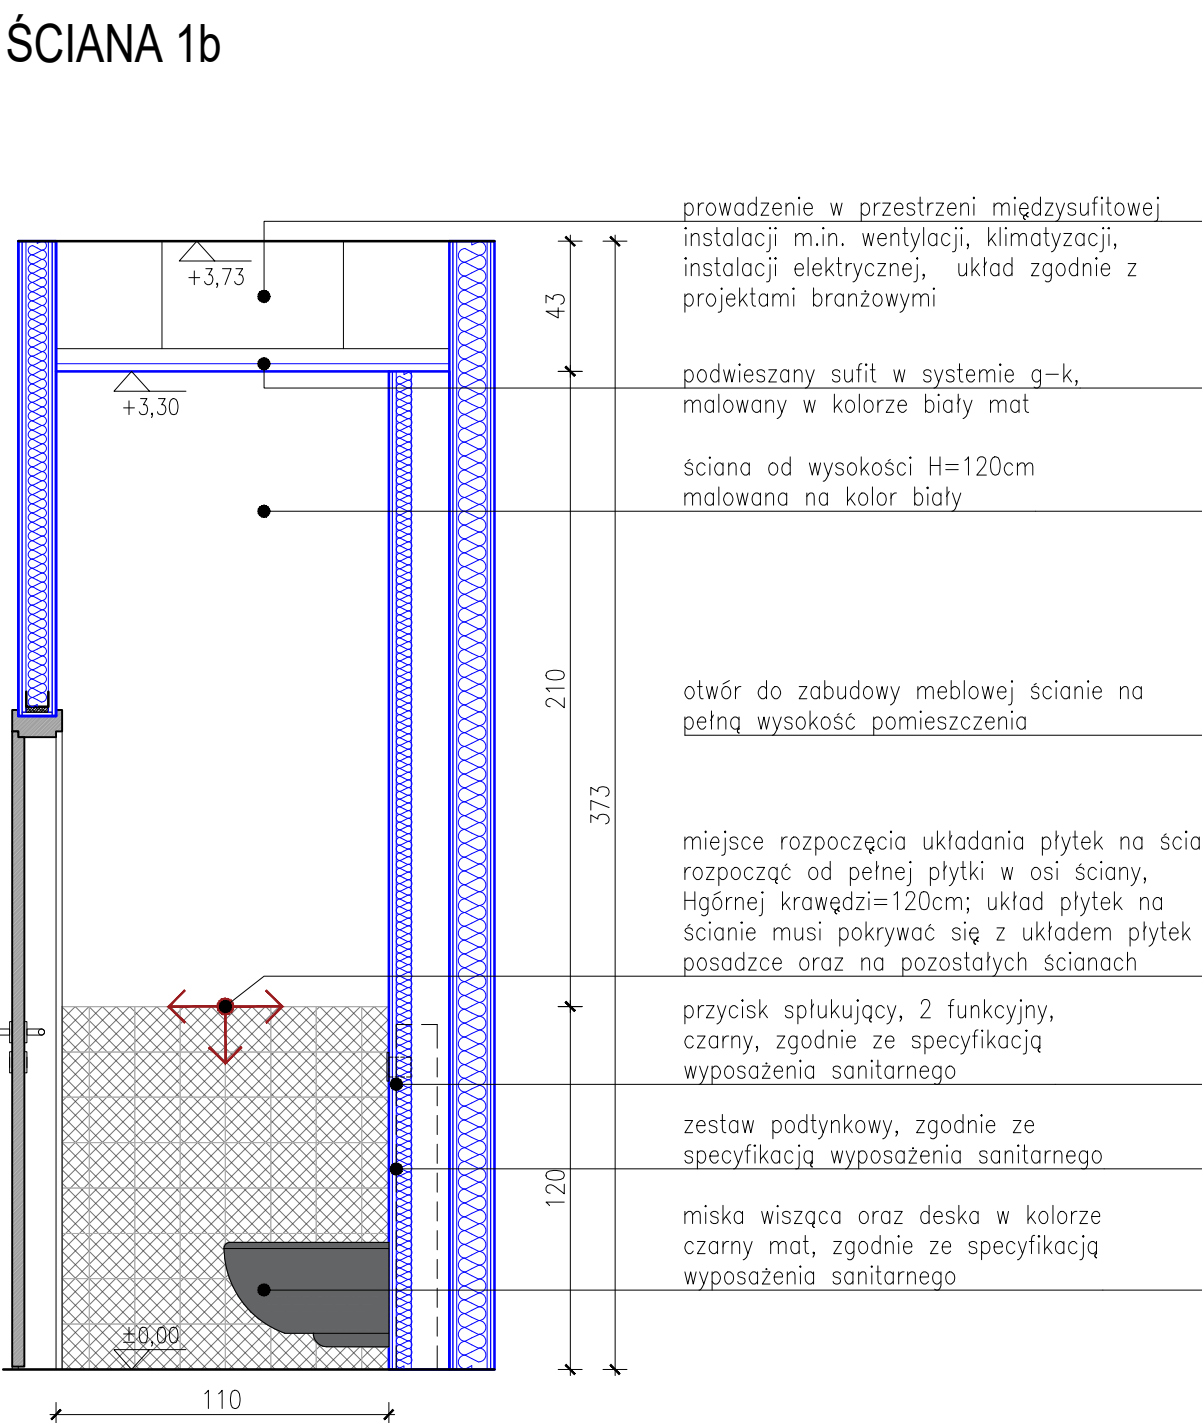 ŚCIANA 1b
prowadzenie w przestrzeni międzysufitowej
instalacji m.in. wentylacji, klimatyzacji,
instalacji elektrycznej, układ zgodnie z
projektami branżowymi
+3,73
43
podwieszany sufit w systemie g-k,
malowany w kolorze biały mat
+3,30
ściana od wysokości H=120cm
malowana na kolor biały
210
otwór do zabudowy meblowej ścianie na
pełną wysokość pomieszczenia
373
miejsce rozpoczęcia układania płytek na ścia
rozpocząć od pełnej płytki w osi ściany,
Hgórnej krawędzi=120cm; układ płytek na
ścianie musi pokrywać się z układem płytek
posadzce oraz na pozostałych ścianach
przycisk spłukujący, 2 funkcyjny,
czarny, zgodnie ze specyfikacją
wyposażenia sanitarnego
zestaw podtynkowy, zgodnie ze
specyfikacją wyposażenia sanitarnego
120
miska wisząca oraz deska w kolorze
czarny mat, zgodnie ze specyfikacją
wyposażenia sanitarnego
±0,00
110